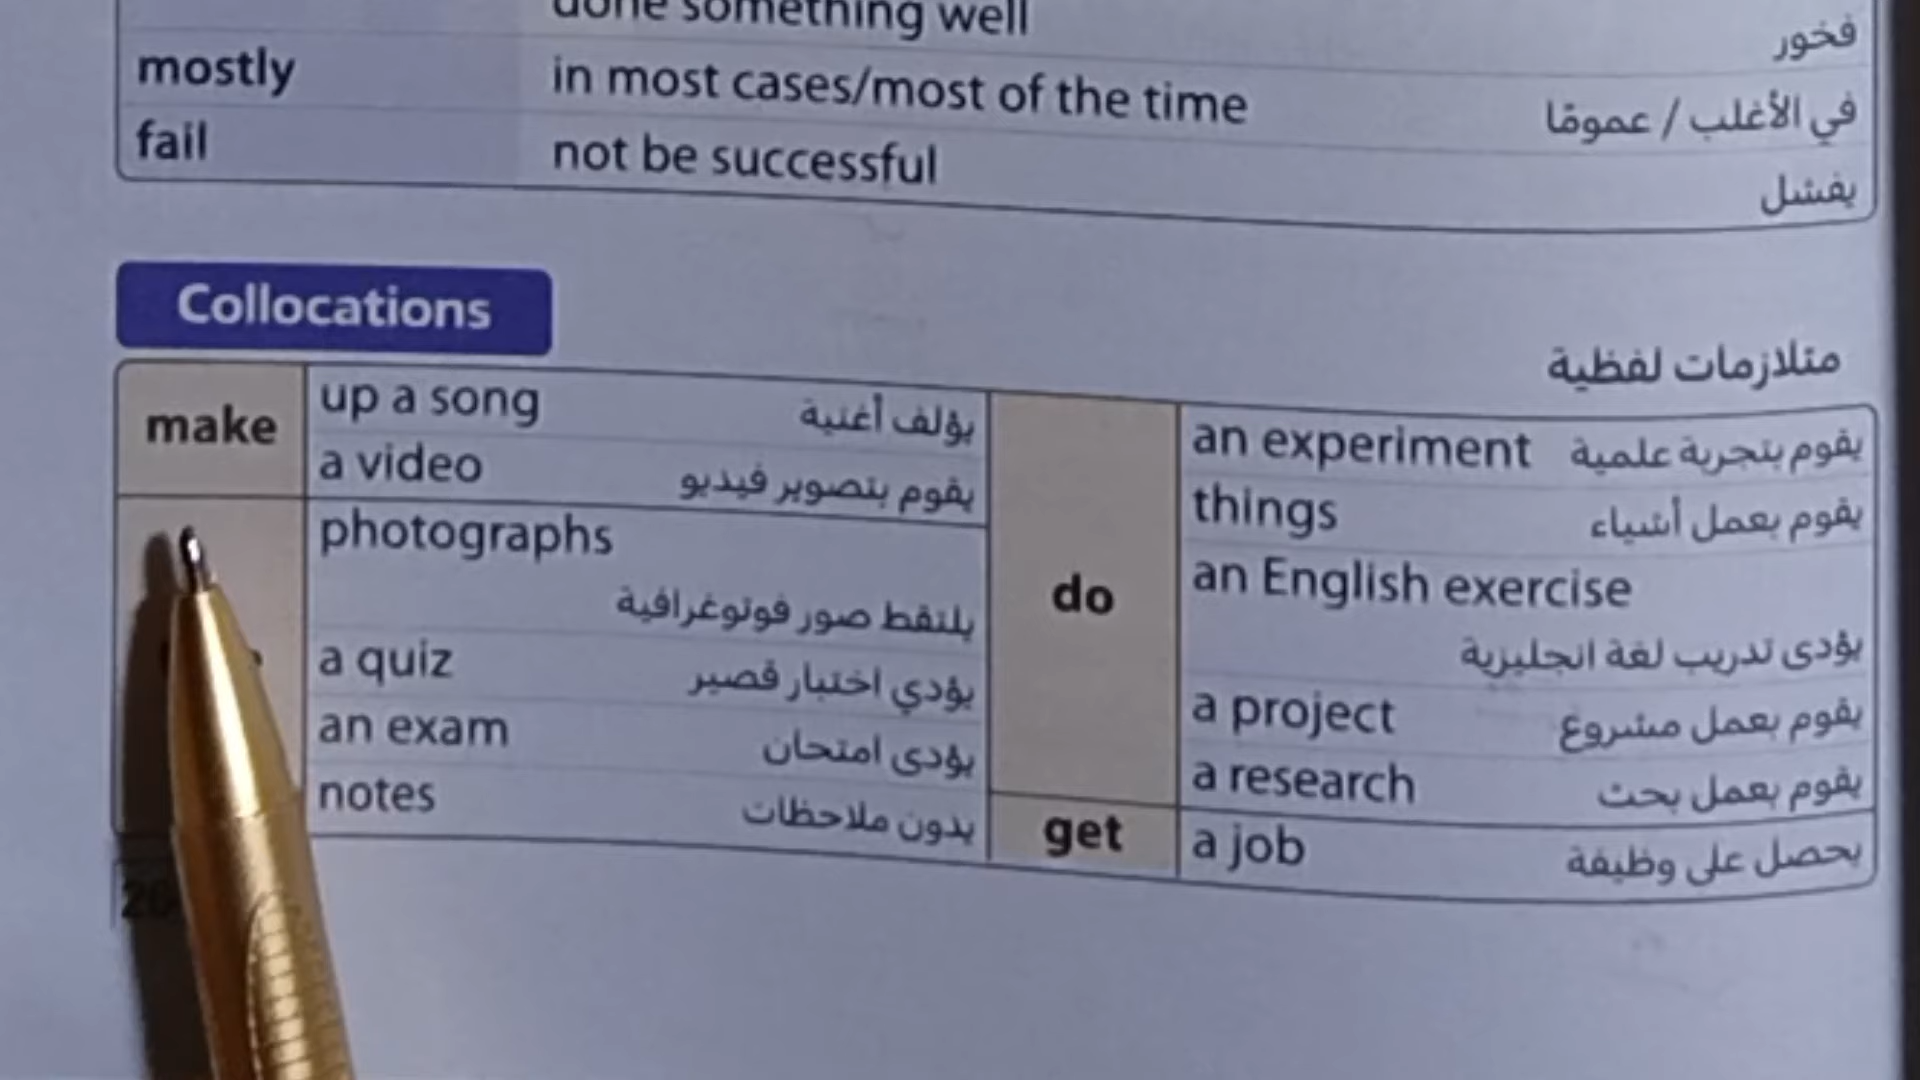 done something well فخور
mostly in most cases/most of the time في الأغلب / عمومًا
fail not be successful يفشل
Collocations
متلازمات لفظية
make
up a song يؤلف أغنية
a video يقوم بتصوير فيديو
photographs
يلتقط صور فوتوغرافية
a quiz يؤدي اختبار قصير
an exam يؤدى امتحان
notes يدون ملاحظات
do
an experiment يقوم بتجربة علمية
things يقوم بعمل أشياء
an English exercise
يؤدى تدريب لغة انجليزية
a project يقوم بعمل مشروع
a research يقوم بعمل بحث
get a job يحصل على وظيفة